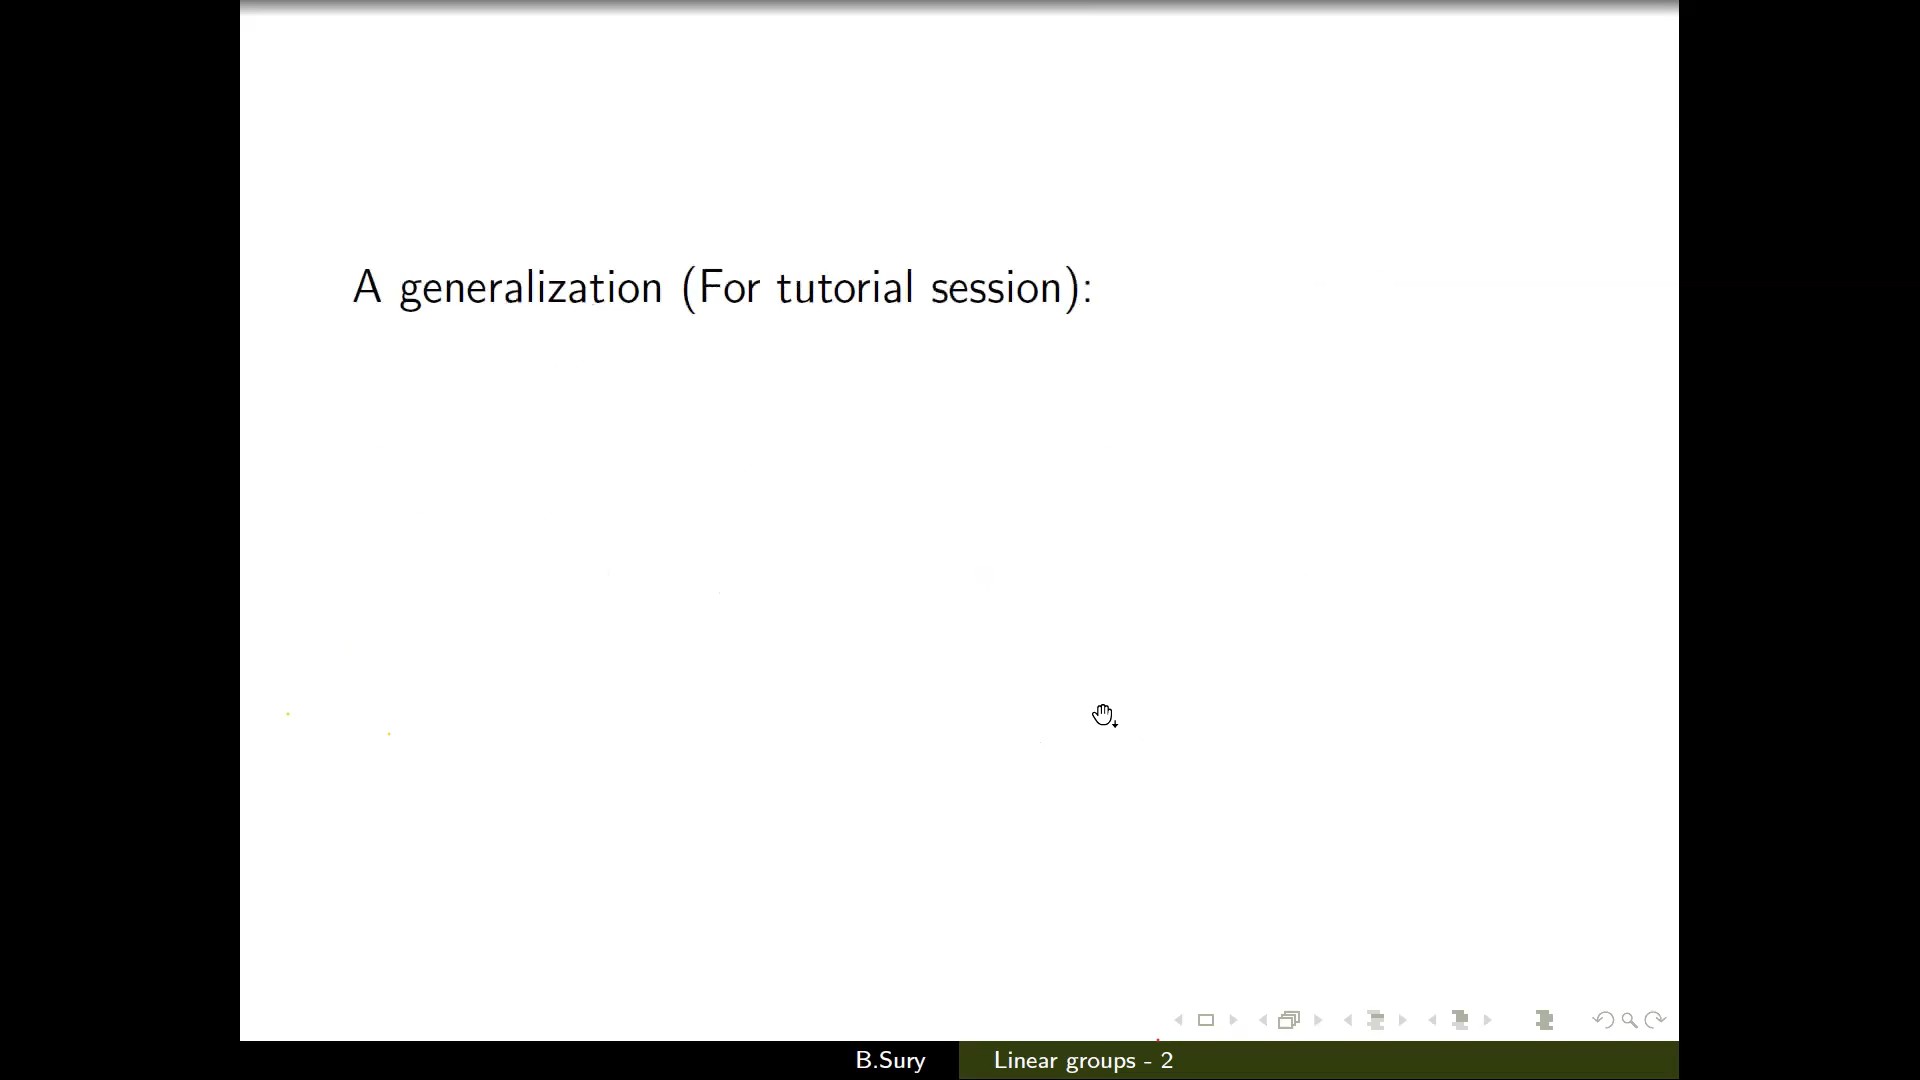 A generalization (For tutorial session):
B.Sury Linear groups - 2